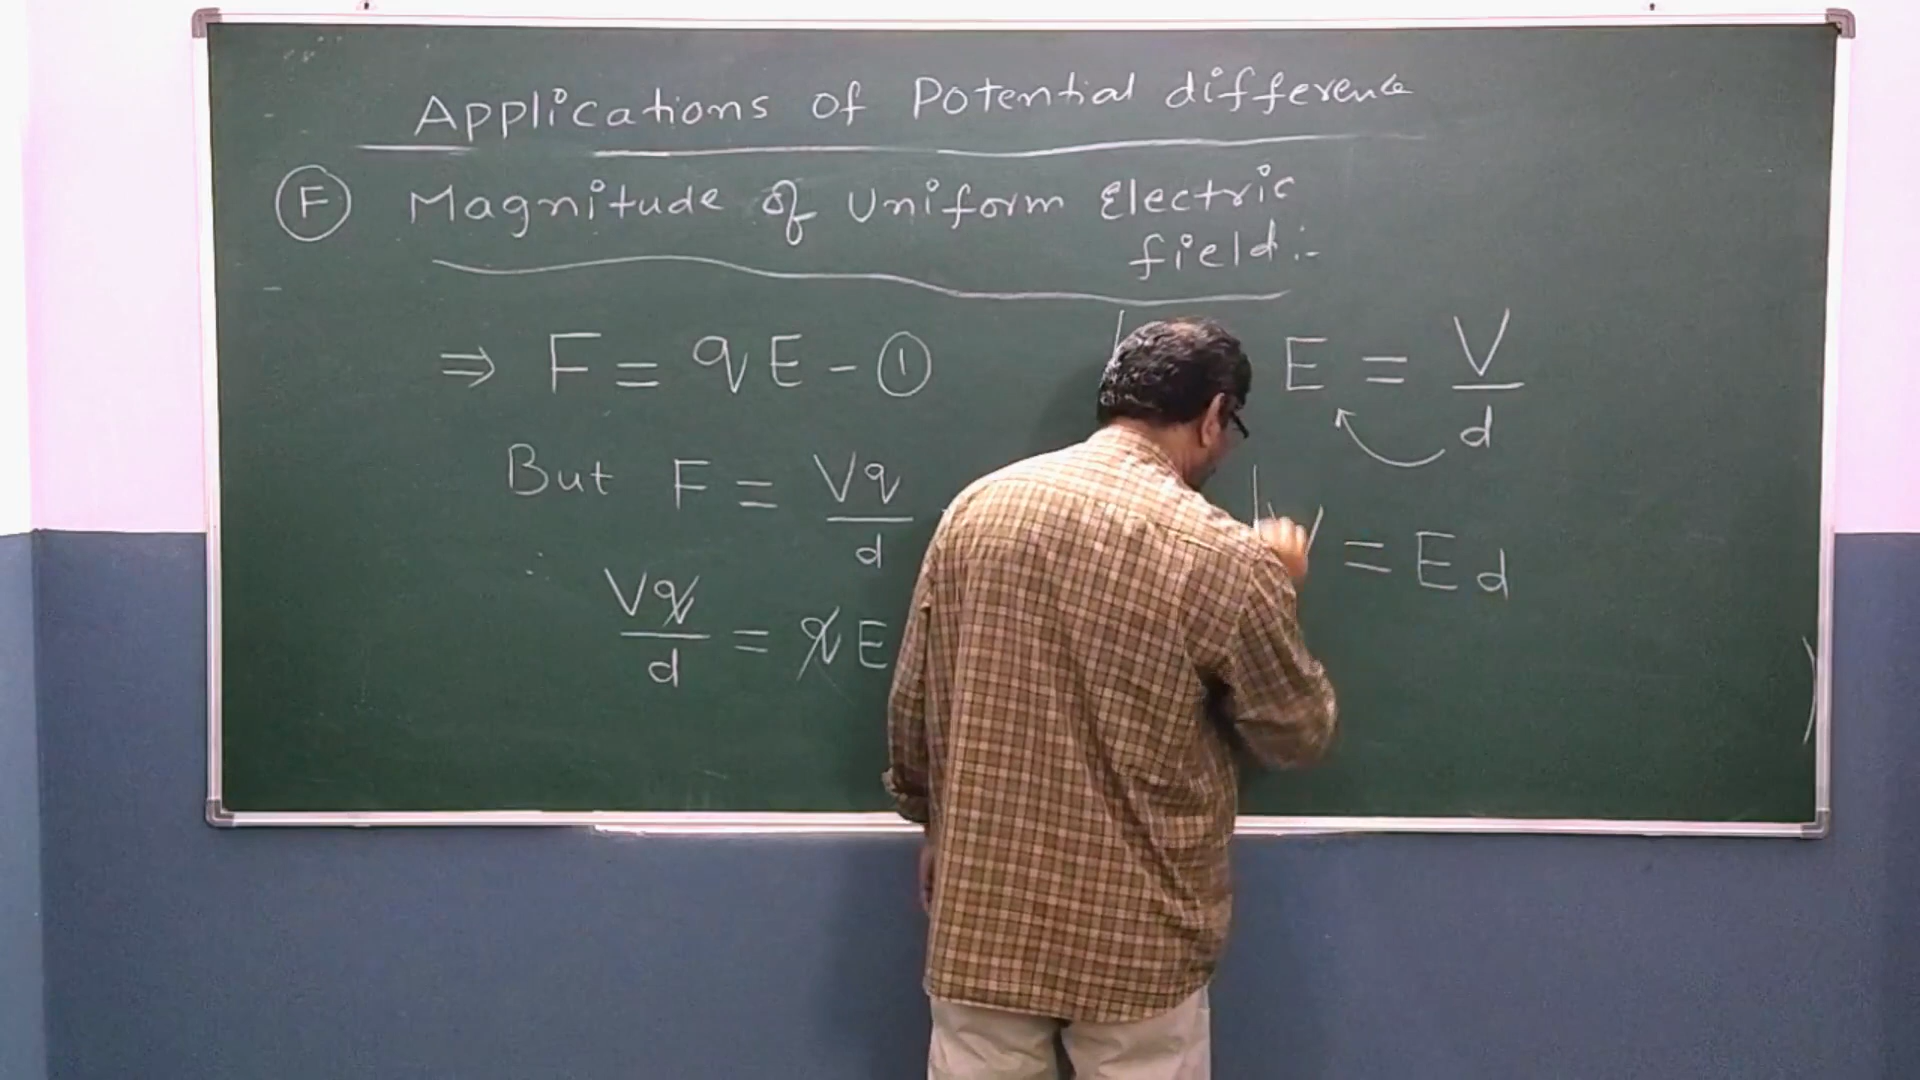 Applications of Potential difference
F Magnitude of Uniform Electric
field :-
⇒ F = qE - ①
But F = Vq/d
Vq/d = qE
E = V/d
V = Ed